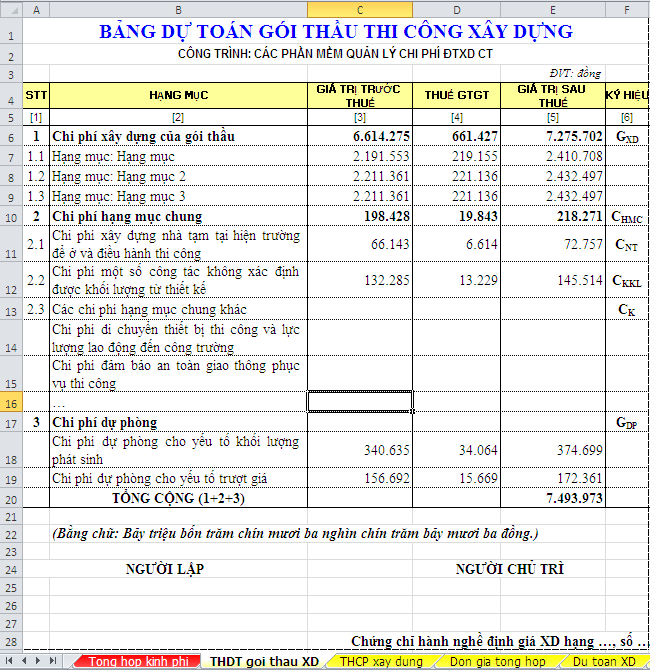 A B C D E F
1 BẢNG DỰ TOÁN GÓI THẦU THI CÔNG XÂY DỰNG
2 CÔNG TRÌNH: CÁC PHẦN MỀM QUẢN LÝ CHI PHÍ ĐTXD CT
3 ĐVT: đồng
4 STT HẠNG MỤC GIÁ TRỊ TRƯỚC THUẾ THUẾ GTGT GIÁ TRỊ SAU THUẾ KÝ HIỆU
5 [1] [2] [3] [4] [5] [6]
6 1 Chi phí xây dựng của gói thầu 6.614.275 661.427 7.275.702 GXD
7 1.1 Hạng mục: Hạng mục 2.191.553 219.155 2.410.708
8 1.2 Hạng mục: Hạng mục 2 2.211.361 221.136 2.432.497
9 1.3 Hạng mục: Hạng mục 3 2.211.361 221.136 2.432.497
10 2 Chi phí hạng mục chung 198.428 19.843 218.271 CHMC
11 2.1 Chi phí xây dựng nhà tạm tại hiện trường
để ở và điều hành thi công 66.143 6.614 72.757 CNT
12 2.2 Chi phí một số công tác không xác định
được khối lượng từ thiết kế 132.285 13.229 145.514 CKKL
13 2.3 Các chi phí hạng mục chung khác CK
14 Chi phí di chuyển thiết bị thi công và lực
lượng lao động đến công trường
15 Chi phí đảm bảo an toàn giao thông phục
vụ thi công
16 …
17 3 Chi phí dự phòng GDP
18 Chi phí dự phòng cho yếu tố khối lượng
phát sinh 340.635 34.064 374.699
19 Chi phí dự phòng cho yếu tố trượt giá 156.692 15.669 172.361
20 TỔNG CỘNG (1+2+3) 7.493.973
21
22 (Bằng chữ: Bảy triệu bốn trăm chín mươi ba nghìn chín trăm bảy mươi ba đồng.)
23
24 NGƯỜI LẬP NGƯỜI CHỦ TRÌ
25
26
27
28 Chứng chỉ hành nghề định giá XD hạng …, số ..
Tong hop kinh phi THDT goi thau XD THCP xay dung Don gia tong hop Du toan XD